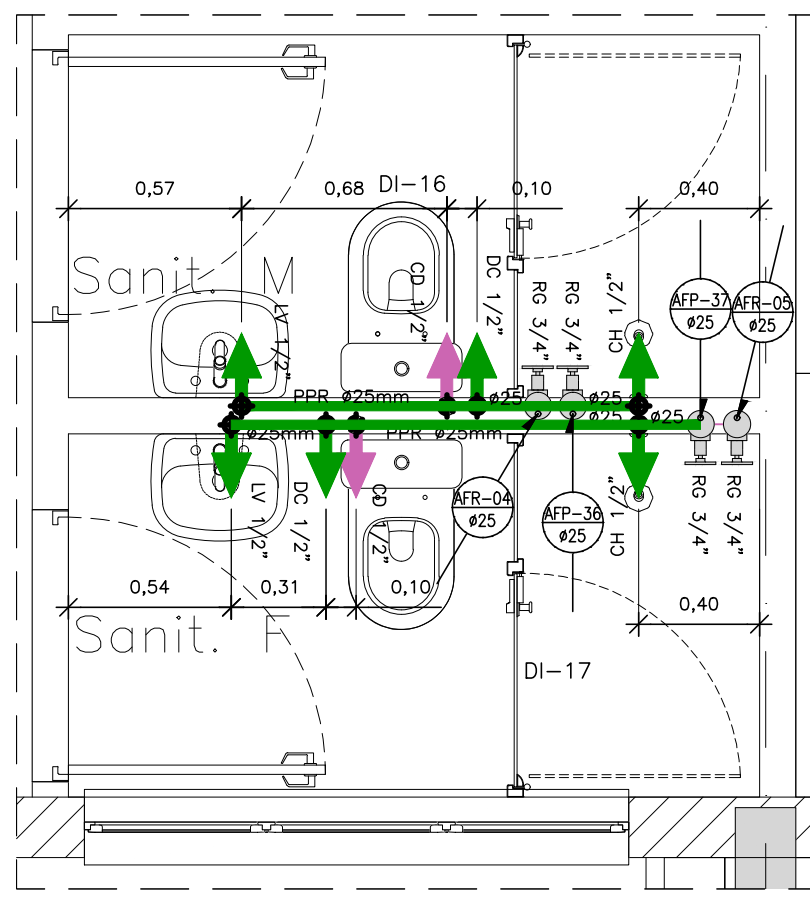 0,57
0,68
DI-16
0,10
0,40
Sanit. M
CD 1/2"
DC 1/2"
RG 3/4"
RG 3/4"
CH 1/2"
AFP-37
ø25
AFR-05
ø25
LV 1/2"
PPR ø25mm
ø25
ø25
ø25
ø25
ø25mm
PPR ø25mm
LV 1/2"
DC 1/2"
CD 1/2"
AFR-04
ø25
AFP-36
ø25
CH 1/2"
RG 3/4"
RG 3/4"
0,54
0,31
0,10
0,40
Sanit. F
DI-17